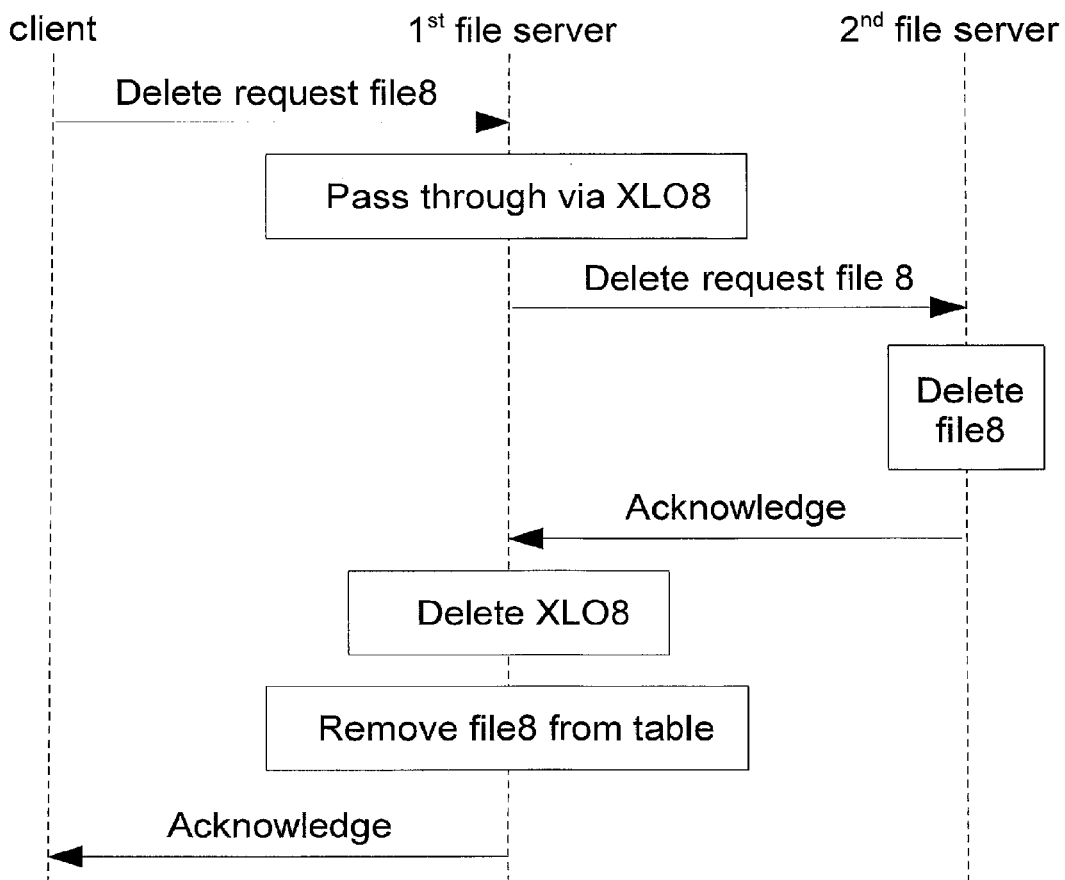 client
1st file server
2nd file server
Delete request file8
Pass through via XLO8
Delete request file 8
Delete
file8
Acknowledge
Delete XLO8
Remove file8 from table
Acknowledge